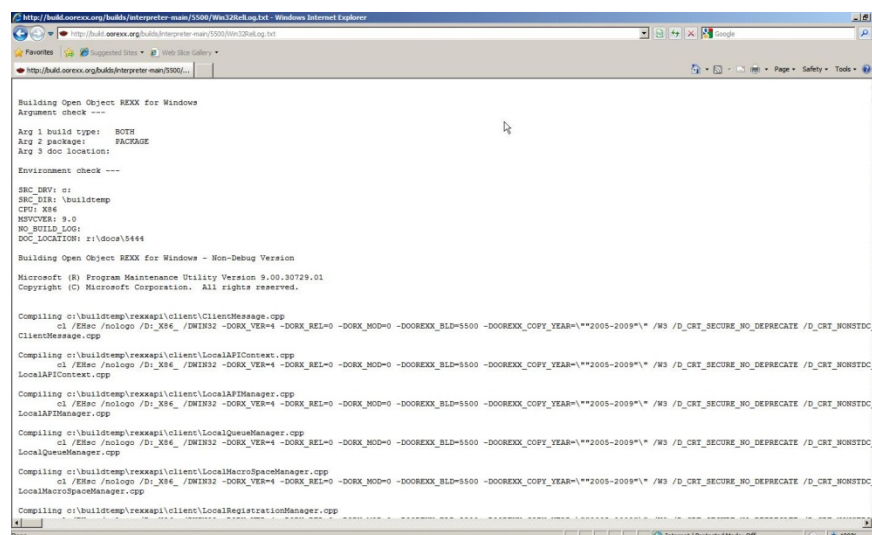 http://build.oorexx.org/builds/interpreter-main/5500/Win32RelLog.txt - Windows Internet Explorer
http://build.oorexx.org/builds/interpreter-main/5500/Win32RelLog.txt
Google
Favorites Suggested Sites Web Slice Gallery
http://build.oorexx.org/builds/interpreter-main/5500/...
Page Safety Tools
Building Open Object REXX for Windows
Argument check ---
Arg 1 build type: BOTH
Arg 2 package: PACKAGE
Arg 3 doc location:
Environment check ---
SRC_DRV: c:
SRC_DIR: \buildtemp
CPU: X86
MSVCVER: 9.0
NO_BUILD_LOG:
DOC_LOCATION: r:\docs\5444
Building Open Object REXX for Windows - Non-Debug Version
Microsoft (R) Program Maintenance Utility Version 9.00.30729.01
Copyright (C) Microsoft Corporation. All rights reserved.
Compiling c:\buildtemp\rexxapi\client\ClientMessage.cpp
cl /EHsc /nologo /D:_X86_ /DWIN32 -DORX_VER=4 -DORX_REL=0 -DORX_MOD=0 -DOOREXX_BLD=5500 -DOOREXX_COPY_YEAR=\""2005-2009"\" /W3 /D_CRT_SECURE_NO_DEPRECATE /D_CRT_NONSTDC_
ClientMessage.cpp
Compiling c:\buildtemp\rexxapi\client\LocalAPIContext.cpp
cl /EHsc /nologo /D:_X86_ /DWIN32 -DORX_VER=4 -DORX_REL=0 -DORX_MOD=0 -DOOREXX_BLD=5500 -DOOREXX_COPY_YEAR=\""2005-2009"\" /W3 /D_CRT_SECURE_NO_DEPRECATE /D_CRT_NONSTDC_
LocalAPIContext.cpp
Compiling c:\buildtemp\rexxapi\client\LocalAPIManager.cpp
cl /EHsc /nologo /D:_X86_ /DWIN32 -DORX_VER=4 -DORX_REL=0 -DORX_MOD=0 -DOOREXX_BLD=5500 -DOOREXX_COPY_YEAR=\""2005-2009"\" /W3 /D_CRT_SECURE_NO_DEPRECATE /D_CRT_NONSTDC_
LocalAPIManager.cpp
Compiling c:\buildtemp\rexxapi\client\LocalQueueManager.cpp
cl /EHsc /nologo /D:_X86_ /DWIN32 -DORX_VER=4 -DORX_REL=0 -DORX_MOD=0 -DOOREXX_BLD=5500 -DOOREXX_COPY_YEAR=\""2005-2009"\" /W3 /D_CRT_SECURE_NO_DEPRECATE /D_CRT_NONSTDC_
LocalQueueManager.cpp
Compiling c:\buildtemp\rexxapi\client\LocalMacroSpaceManager.cpp
cl /EHsc /nologo /D:_X86_ /DWIN32 -DORX_VER=4 -DORX_REL=0 -DORX_MOD=0 -DOOREXX_BLD=5500 -DOOREXX_COPY_YEAR=\""2005-2009"\" /W3 /D_CRT_SECURE_NO_DEPRECATE /D_CRT_NONSTDC_
LocalMacroSpaceManager.cpp
Compiling c:\buildtemp\rexxapi\client\LocalRegistrationManager.cpp